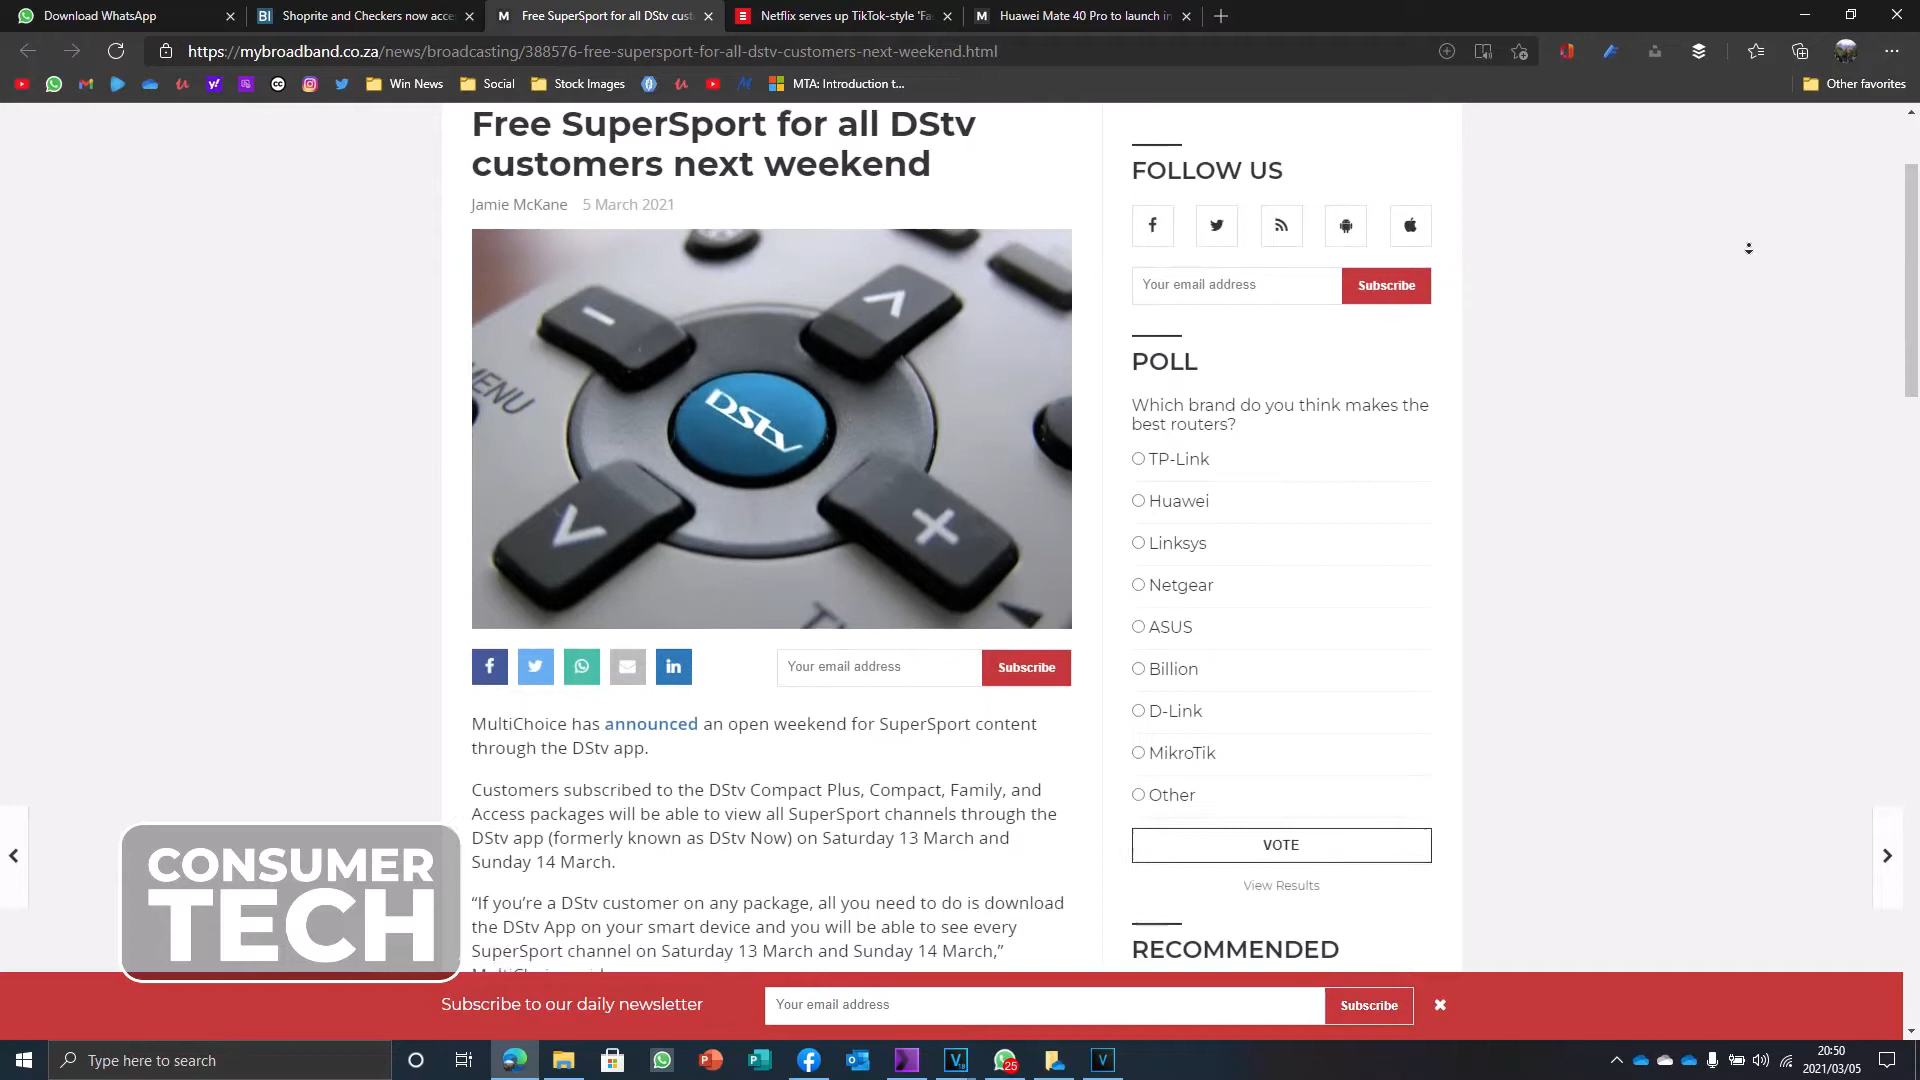 Download WhatsApp
Shoprite and Checkers now acce
Free SuperSport for all DStv cust
Netflix serves up TikTok-style 'Fa
Huawei Mate 40 Pro to launch in
https://mybroadband.co.za/news/broadcasting/388576-free-supersport-for-all-dstv-customers-next-weekend.html
Win News
Social
Stock Images
MTA: Introduction t...
Other favorites
Free SuperSport for all DStv
customers next weekend
Jamie McKane 5 March 2021
MENU
DStv
Your email address
Subscribe
MultiChoice has announced an open weekend for SuperSport content
through the DStv app.
Customers subscribed to the DStv Compact Plus, Compact, Family, and
Access packages will be able to view all SuperSport channels through the
DStv app (formerly known as DStv Now) on Saturday 13 March and
Sunday 14 March.
“If you’re a DStv customer on any package, all you need to do is download
the DStv App on your smart device and you will be able to see every
SuperSport channel on Saturday 13 March and Sunday 14 March,”
FOLLOW US
Your email address
Subscribe
POLL
Which brand do you think makes the
best routers?
TP-Link
Huawei
Linksys
Netgear
ASUS
Billion
D-Link
MikroTik
Other
VOTE
View Results
RECOMMENDED
CONSUMER
TECH
Subscribe to our daily newsletter
Your email address
Subscribe
Type here to search
25
20:50
2021/03/05